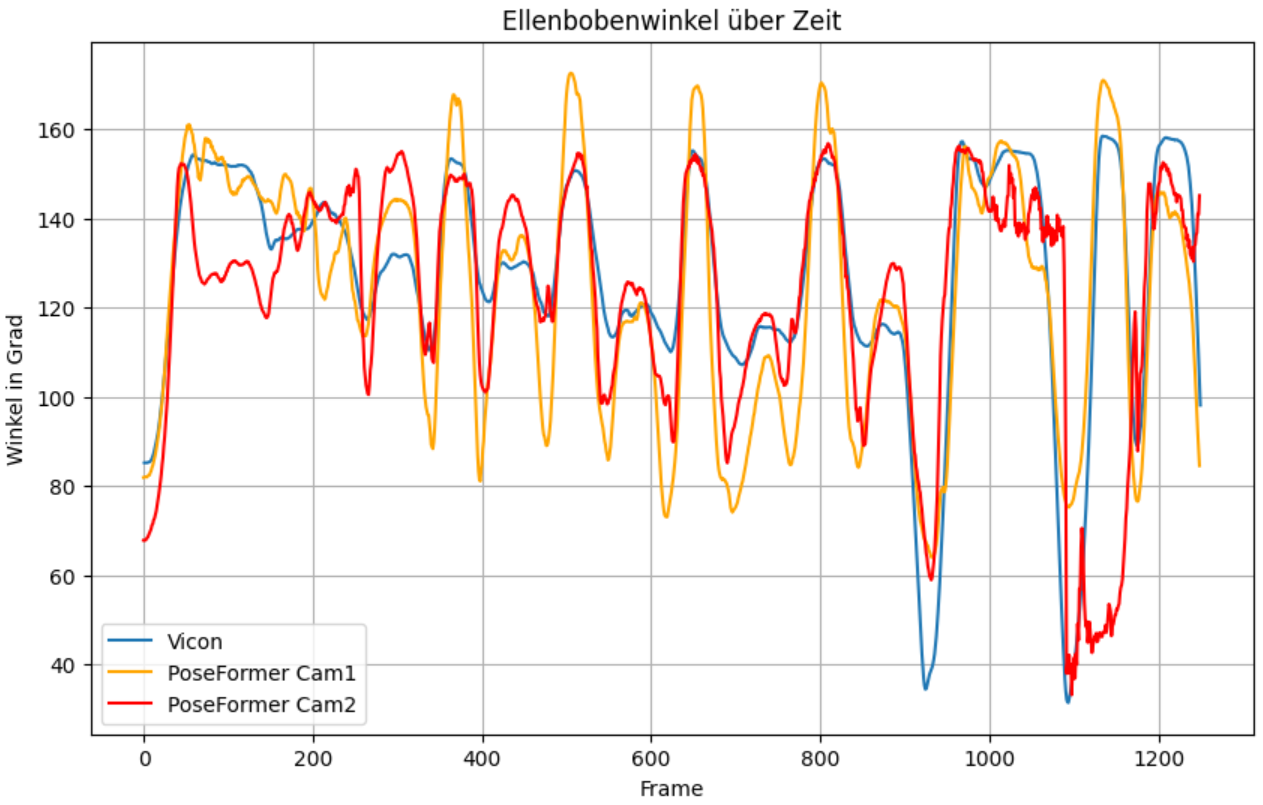 Ellenbobenwinkel über Zeit
Winkel in Grad
160
140
120
100
80
60
40
Vicon
PoseFormer Cam1
PoseFormer Cam2
0 200 400 600 800 1000 1200
Frame